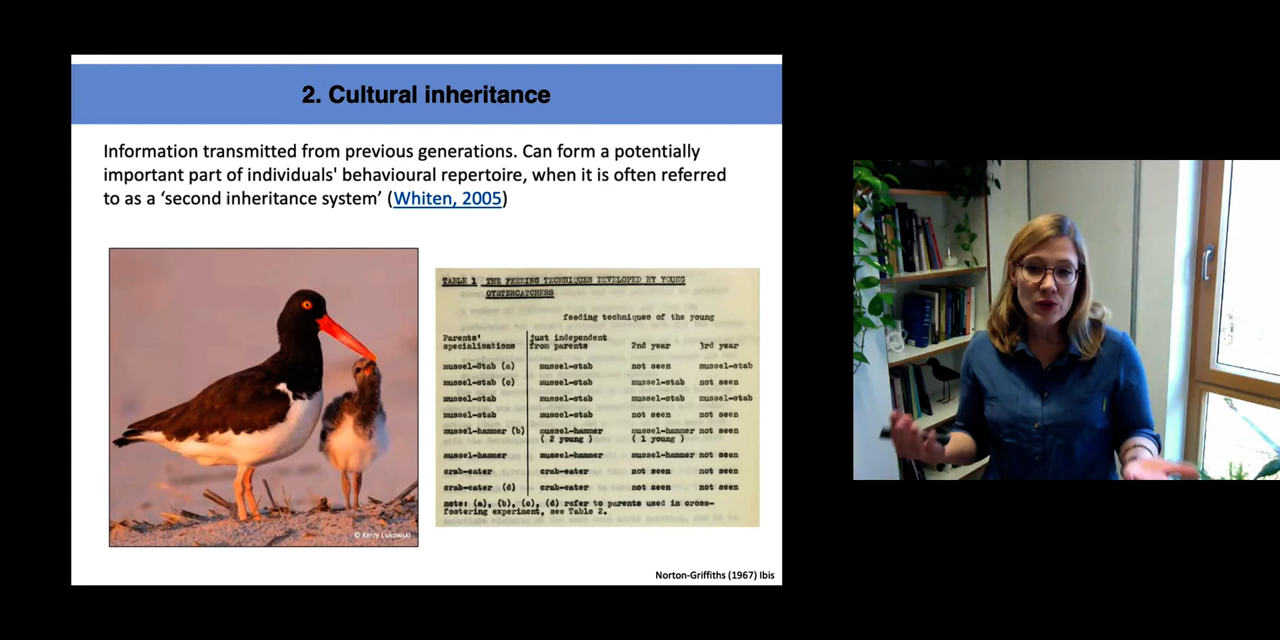 2. Cultural inheritance
Information transmitted from previous generations. Can form a potentially
important part of individuals' behavioural repertoire, when it is often referred
to as a ‘second inheritance system’ (Whiten, 2005)
© Kerry Lukowski
TABLE 1 THE FEEDING TECHNIQUES DEVELOPED BY YOUNG
OYSTERCATCHERS
feeding techniques of the young
Parents' specialisations just independent from parents 2nd year 3rd year
mussel-stab (a) mussel-stab not seen mussel-stab
mussel-stab (c) mussel-stab mussel-stab not seen
mussel-stab mussel-stab mussel-stab mussel-stab
mussel-stab mussel-stab not seen not seen
mussel-hammer (b) mussel-hammer mussel-hammer not seen
( 2 young ) ( 1 young )
mussel-hammer mussel-hammer mussel-hammer not seen
crab-eater crab-eater not seen not seen
crab-eater (d) crab-eater not seen not seen
note: (a), (b), (c), (d) refer to parents used in cross-
fostering experiment, see Table 2.
Norton-Griffiths (1967) Ibis